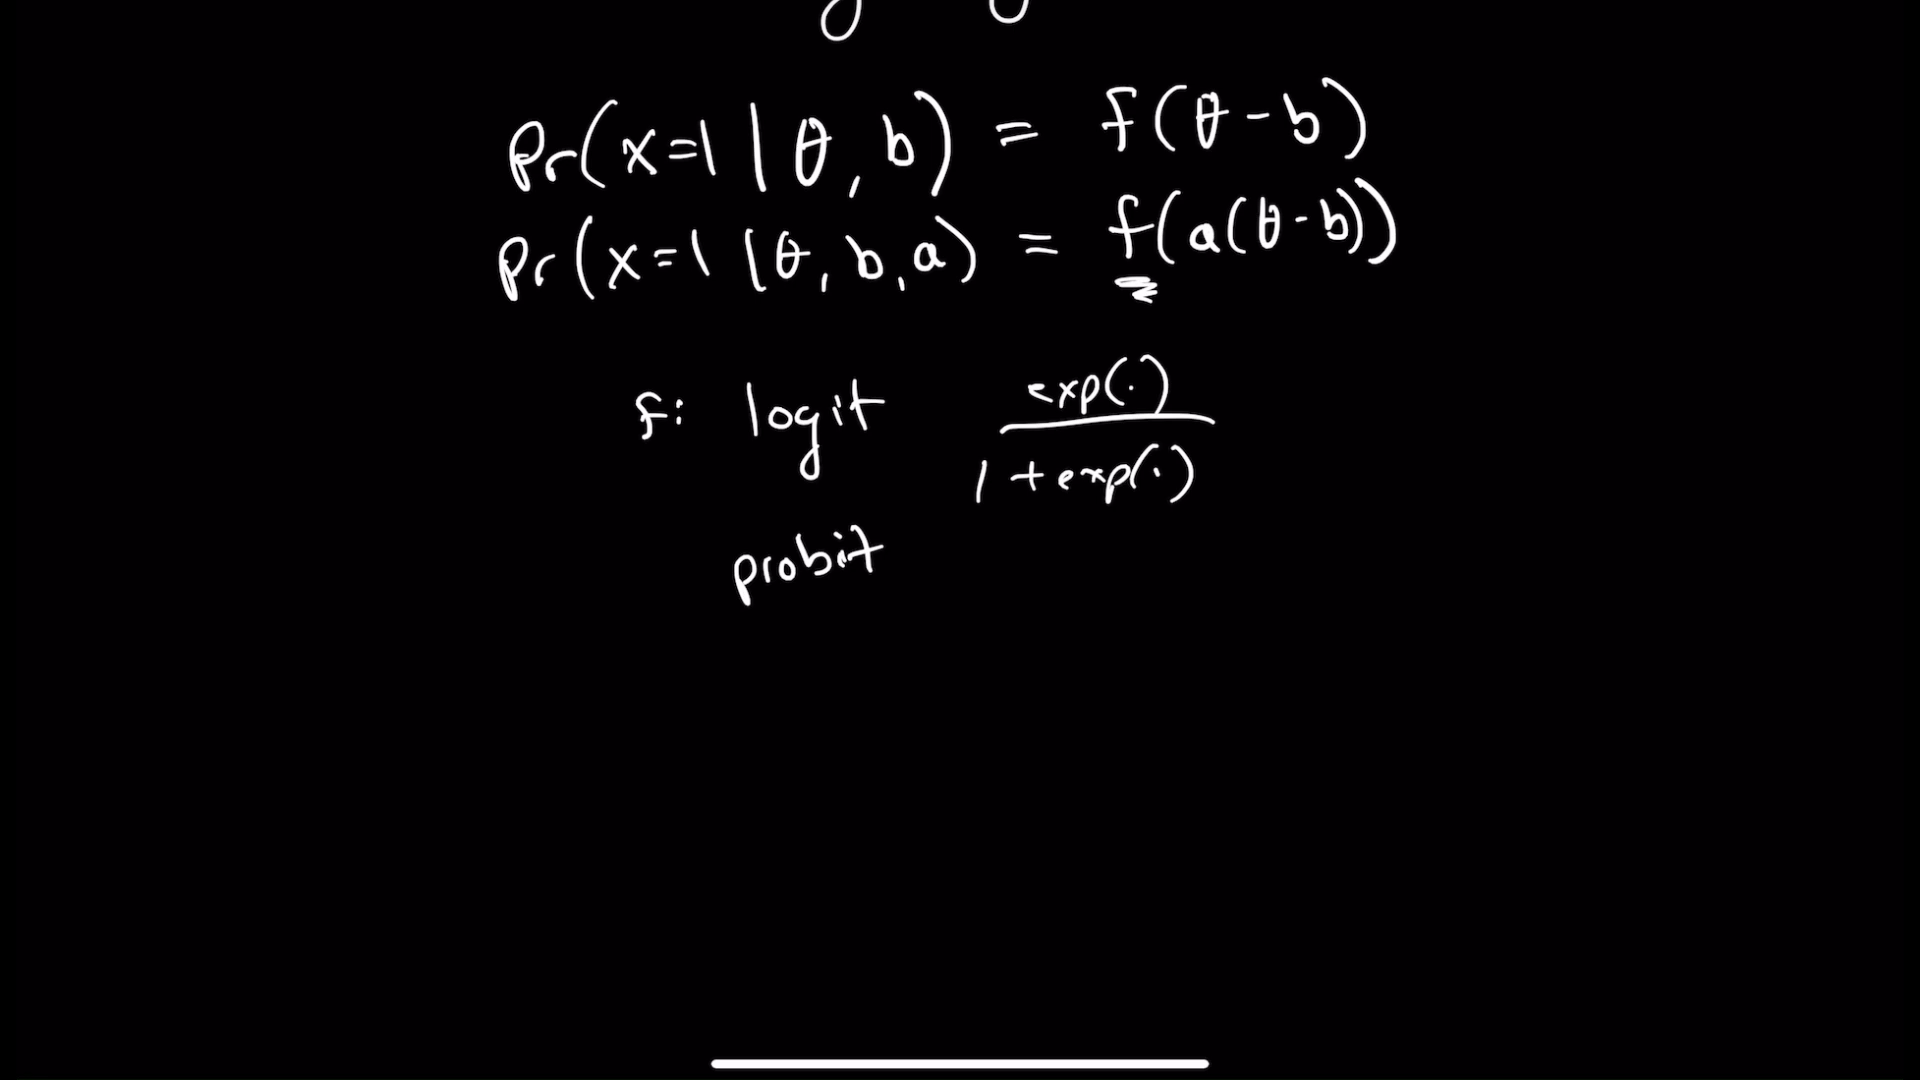 Pr(x=1 | θ, b) = f(θ-b)
Pr(x=1 | θ, b, a) = f(a(θ-b))
f: logit exp(·)
1 + exp(·)
probit